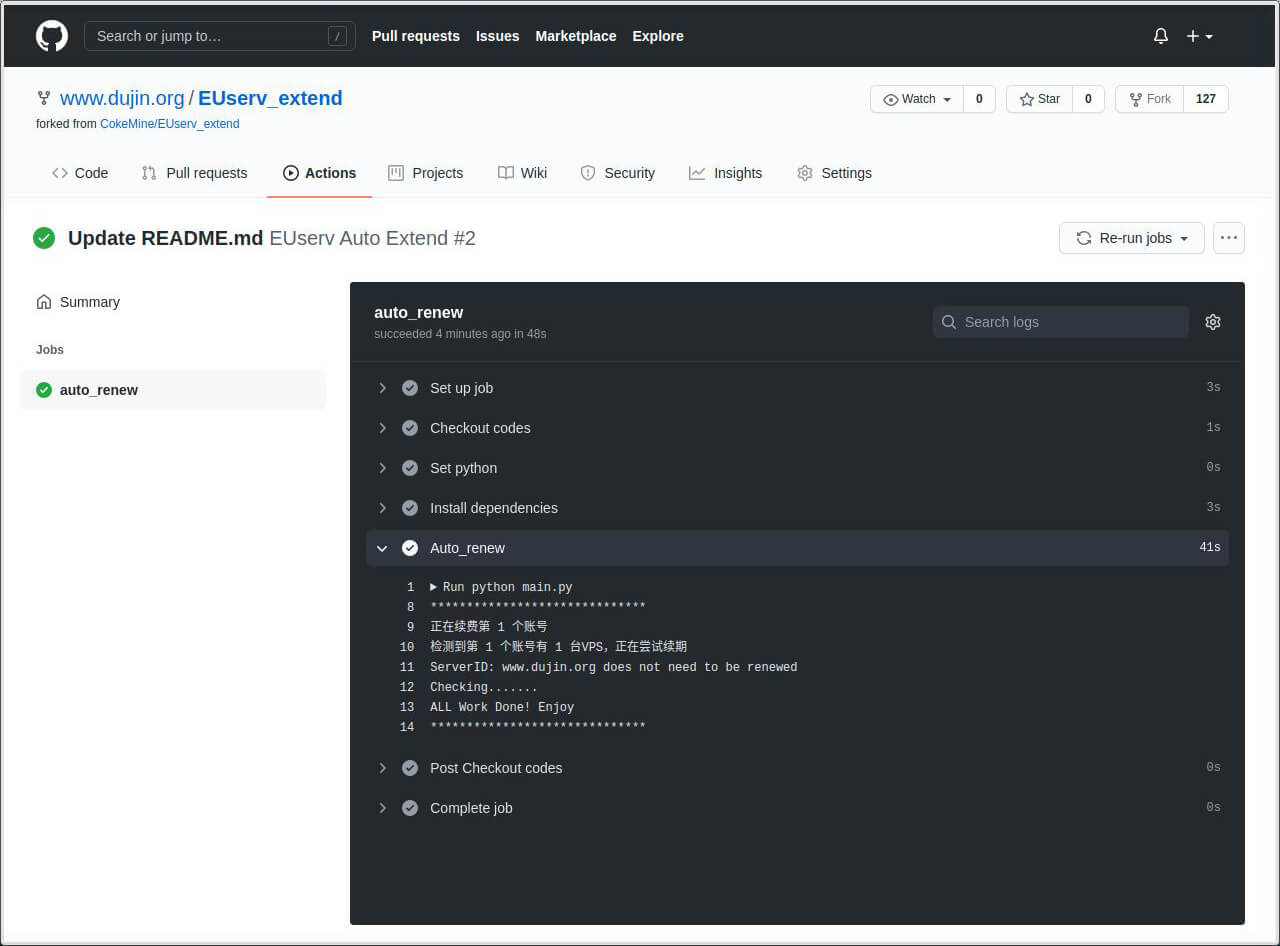 Search or jump to… /
Pull requests Issues Marketplace Explore
www.dujin.org / EUserv_extend
Watch 0 Star 0 Fork 127
forked from CokeMine/EUserv_extend
Code Pull requests Actions Projects Wiki Security Insights Settings
Update README.md EUserv Auto Extend #2
Re-run jobs
Summary
Jobs
auto_renew
auto_renew
succeeded 4 minutes ago in 48s
Search logs
Set up job 3s
Checkout codes 1s
Set python 0s
Install dependencies 3s
Auto_renew 41s
1 Run python main.py
8 ******************************
9 正在续费第 1 个账号
10 检测到第 1 个账号有 1 台VPS，正在尝试续期
11 ServerID: www.dujin.org does not need to be renewed
12 Checking.......
13 ALL Work Done! Enjoy
14 ******************************
Post Checkout codes 0s
Complete job 0s